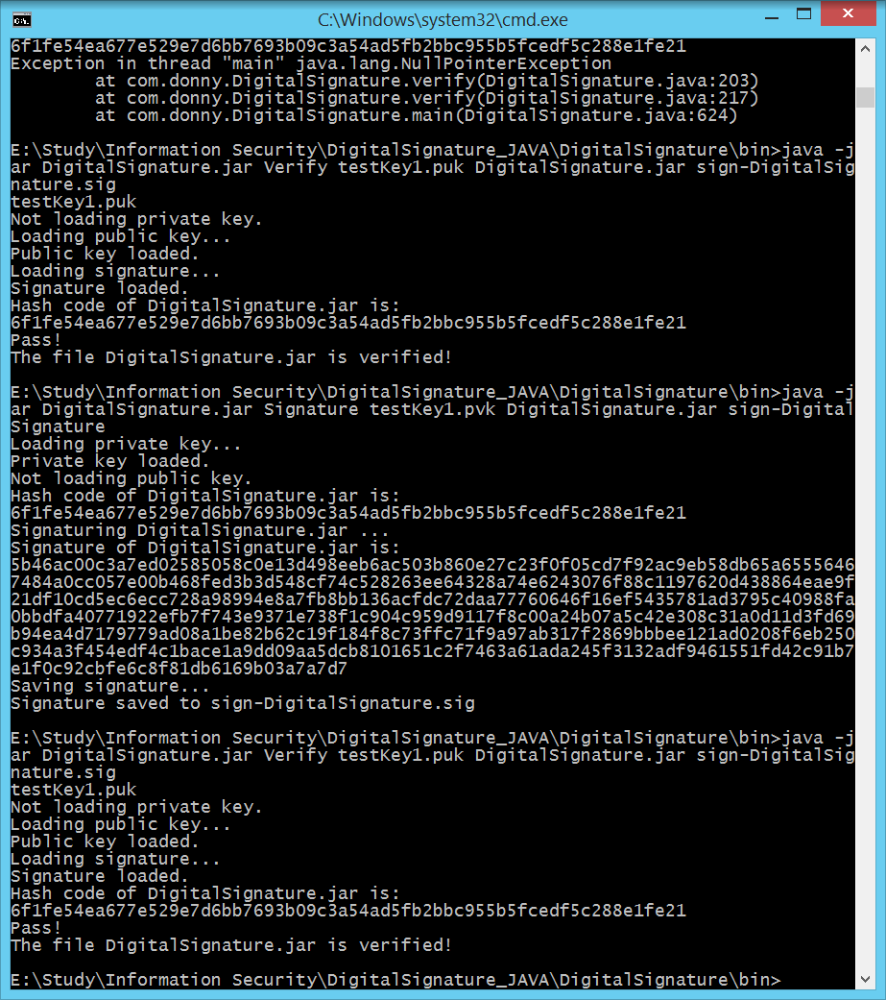 C:\Windows\system32\cmd.exe
6f1fe54ea677e529e7d6bb7693b09c3a54ad5fb2bbc955b5fcedf5c288e1fe21
Exception in thread "main" java.lang.NullPointerException
        at com.donny.DigitalSignature.verify(DigitalSignature.java:203)
        at com.donny.DigitalSignature.verify(DigitalSignature.java:217)
        at com.donny.DigitalSignature.main(DigitalSignature.java:624)
E:\Study\Information Security\DigitalSignature_JAVA\DigitalSignature\bin>java -j
ar DigitalSignature.jar Verify testKey1.puk DigitalSignature.jar sign-DigitalSig
nature.sig
testKey1.puk
Not loading private key.
Loading public key...
Public key loaded.
Loading signature...
Signature loaded.
Hash code of DigitalSignature.jar is:
6f1fe54ea677e529e7d6bb7693b09c3a54ad5fb2bbc955b5fcedf5c288e1fe21
Pass!
The file DigitalSignature.jar is verified!
E:\Study\Information Security\DigitalSignature_JAVA\DigitalSignature\bin>java -j
ar DigitalSignature.jar Signature testKey1.pvk DigitalSignature.jar sign-Digital
Signature
Loading private key...
Private key loaded.
Not loading public key.
Hash code of DigitalSignature.jar is:
6f1fe54ea677e529e7d6bb7693b09c3a54ad5fb2bbc955b5fcedf5c288e1fe21
Signaturing DigitalSignature.jar ...
Signature of DigitalSignature.jar is:
5b46ac00c3a7ed02585058c0e13d498eeb6ac503b860e27c23f0f05cd7f92ac9eb58db65a6555646
7484a0cc057e00b468fed3b3d548cf74c528263ee64328a74e6243076f88c1197620d438864eae9f
21df10cd5ec6ecc728a98994e8a7fb8bb136acfdc72daa77760646f16ef5435781ad3795c40988fa
0bbdfa40771922efb7f743e9371e738f1c904c959d9117f8c00a24b07a5c42e308c31a0d11d3fd69
b94ea4d7179779ad08a1be82b62c19f184f8c73ffc71f9a97ab317f2869bbbee121ad0208f6eb250
c934a3f454edf4c1bace1a9dd09aa5dcb8101651c2f7463a61ada245f3132adf9461551fd42c91b7
e1f0c92cbfe6c8f81db6169b03a7a7d7
Saving signature...
Signature saved to sign-DigitalSignature.sig
E:\Study\Information Security\DigitalSignature_JAVA\DigitalSignature\bin>java -j
ar DigitalSignature.jar Verify testKey1.puk DigitalSignature.jar sign-DigitalSig
nature.sig
testKey1.puk
Not loading private key.
Loading public key...
Public key loaded.
Loading signature...
Signature loaded.
Hash code of DigitalSignature.jar is:
6f1fe54ea677e529e7d6bb7693b09c3a54ad5fb2bbc955b5fcedf5c288e1fe21
Pass!
The file DigitalSignature.jar is verified!
E:\Study\Information Security\DigitalSignature_JAVA\DigitalSignature\bin>